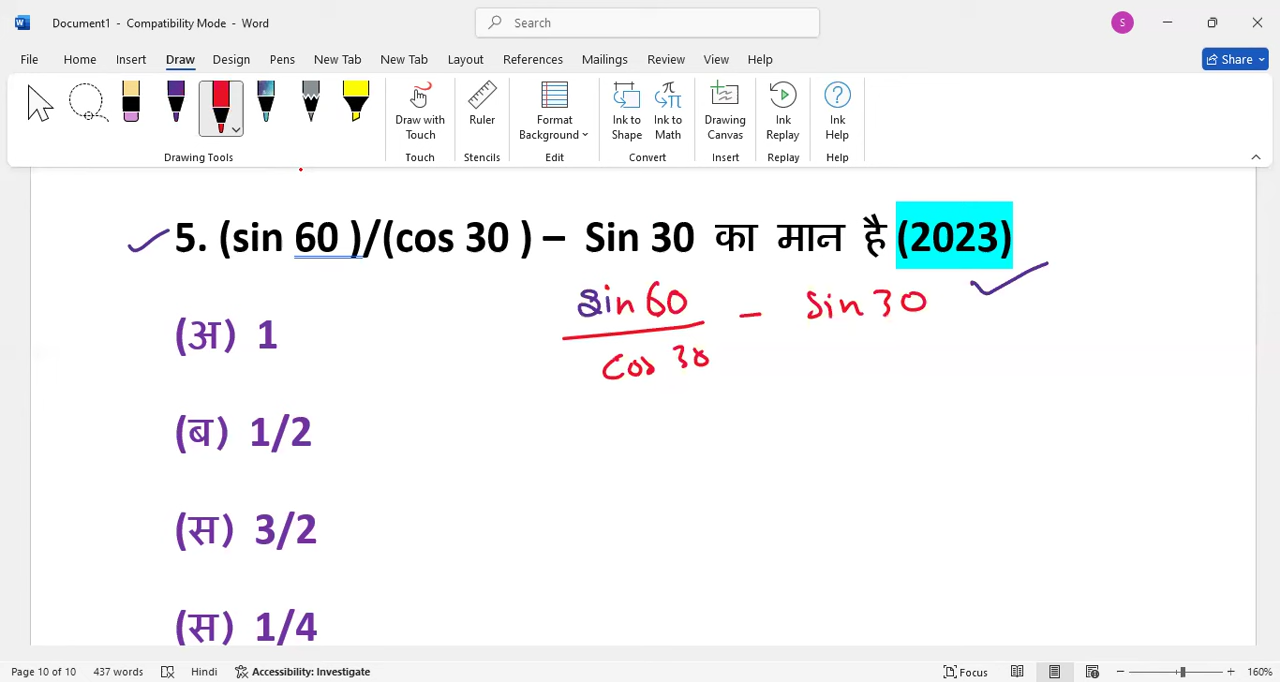 Document1 - Compatibility Mode - Word
Search
S
File Home Insert Draw Design Pens New Tab New Tab Layout References Mailings Review View Help
Share
Draw with Touch
Ruler
Format Background
Ink to Shape
Ink to Math
Drawing Canvas
Ink Replay
Ink Help
Drawing Tools Touch Stencils Edit Convert Insert Replay Help
5. (sin 60 )/(cos 30 ) – Sin 30 का मान है (2023)
sin 60 – Sin 30
cos 30
(अ) 1
(ब) 1/2
(स) 3/2
(स) 1/4
Page 10 of 10 437 words Hindi Accessibility: Investigate Focus 160%